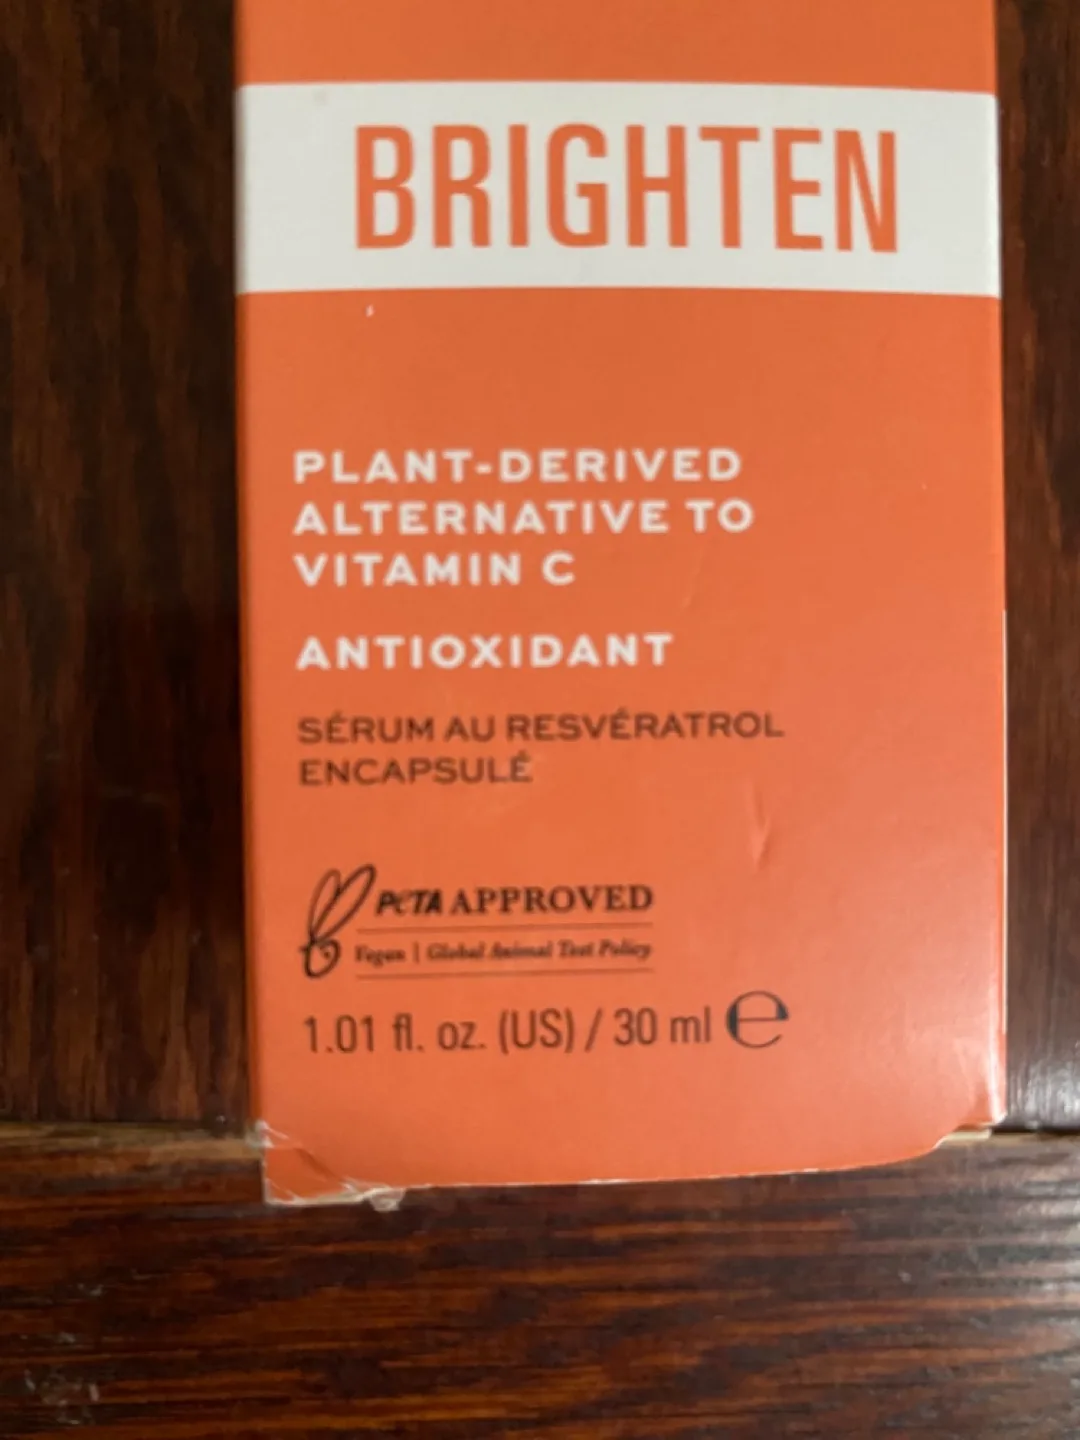 BRIGHTEN
PLANT-DERIVED
ALTERNATIVE TO
VITAMIN C
ANTIOXIDANT
SÉRUM AU RESVÉRATROL
ENCAPSULÉ
PETA APPROVED
Vegan | Global Animal Test Policy
1.01 fl. oz. (US) / 30 ml ℮